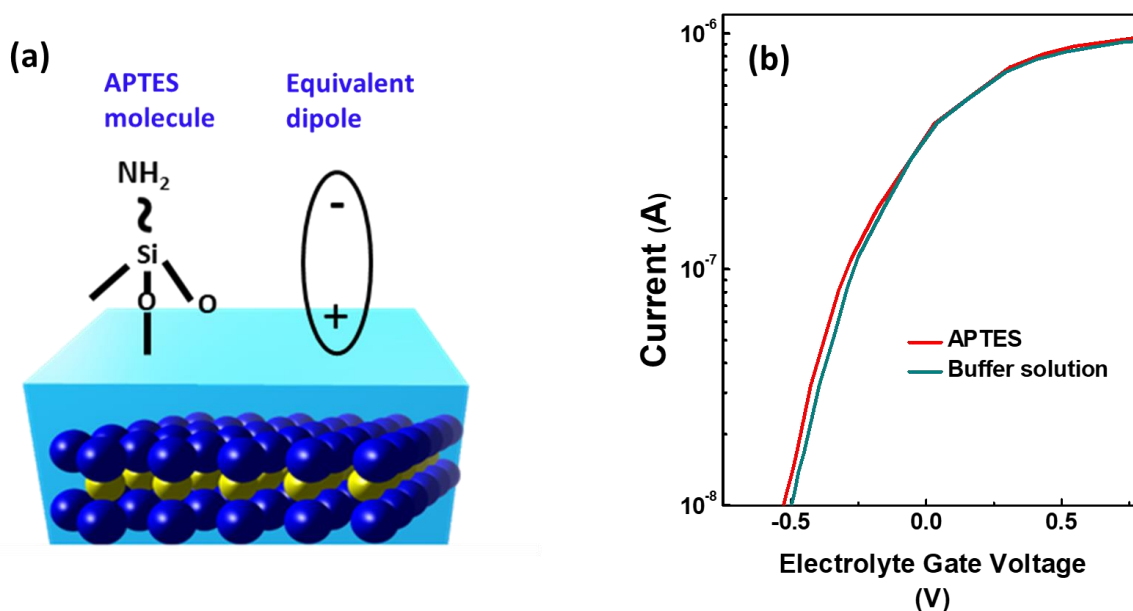 (a)
APTES
molecule
Equivalent
dipole
NH₂
Si
O
O
-
+
(b)
10⁻⁶
10⁻⁷
10⁻⁸
Current (A)
APTES
Buffer solution
-0.5
0.0
0.5
Electrolyte Gate Voltage
(V)